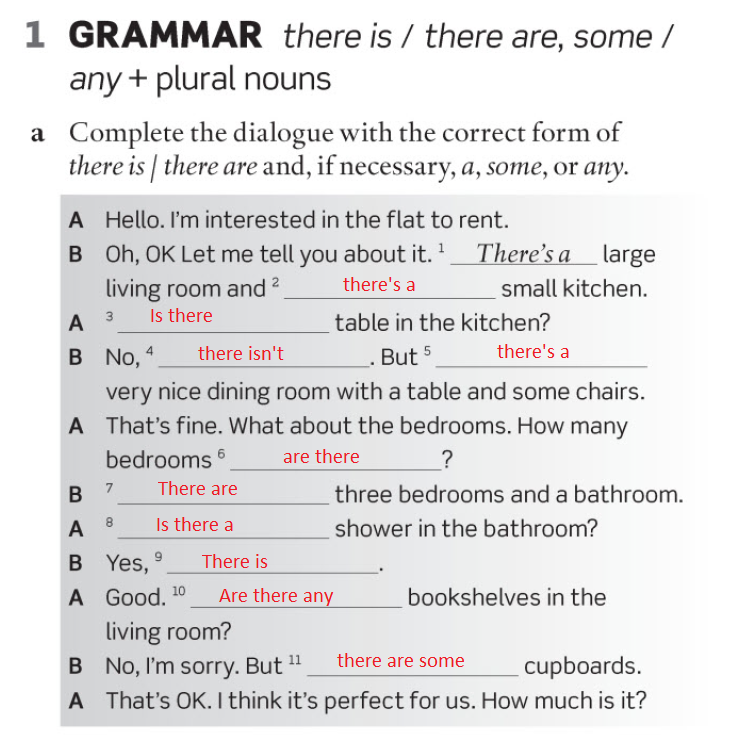 1 GRAMMAR there is / there are, some /
any + plural nouns
a Complete the dialogue with the correct form of
there is / there are and, if necessary, a, some, or any.
A Hello. I'm interested in the flat to rent.
B Oh, OK Let me tell you about it. 1 There's a large
living room and 2 there's a small kitchen.
A 3 Is there table in the kitchen?
B No, 4 there isn't. But 5 there's a
very nice dining room with a table and some chairs.
A That's fine. What about the bedrooms. How many
bedrooms 6 are there ?
B 7 There are three bedrooms and a bathroom.
A 8 Is there a shower in the bathroom?
B Yes, 9 There is.
A Good. 10 Are there any bookshelves in the
living room?
B No, I'm sorry. But 11 there are some cupboards.
A That's OK. I think it's perfect for us. How much is it?